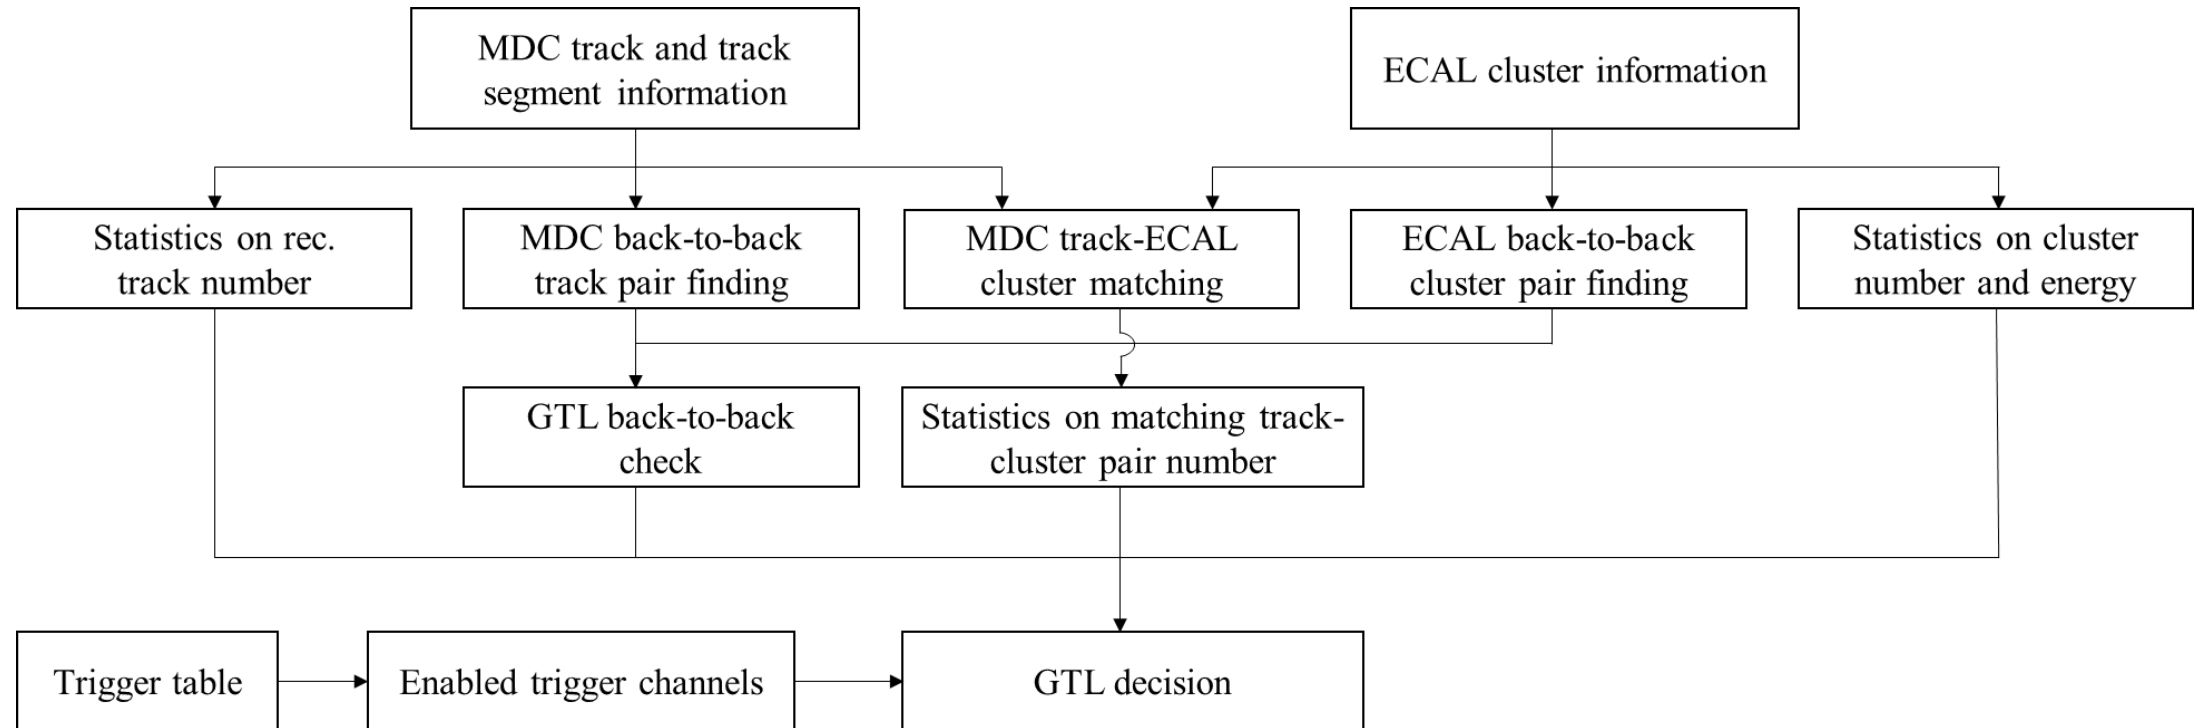 MDC track and track
segment information
ECAL cluster information
Statistics on rec.
track number
MDC back-to-back
track pair finding
MDC track-ECAL
cluster matching
ECAL back-to-back
cluster pair finding
Statistics on cluster
number and energy
GTL back-to-back
check
Statistics on matching track-
cluster pair number
Trigger table
Enabled trigger channels
GTL decision